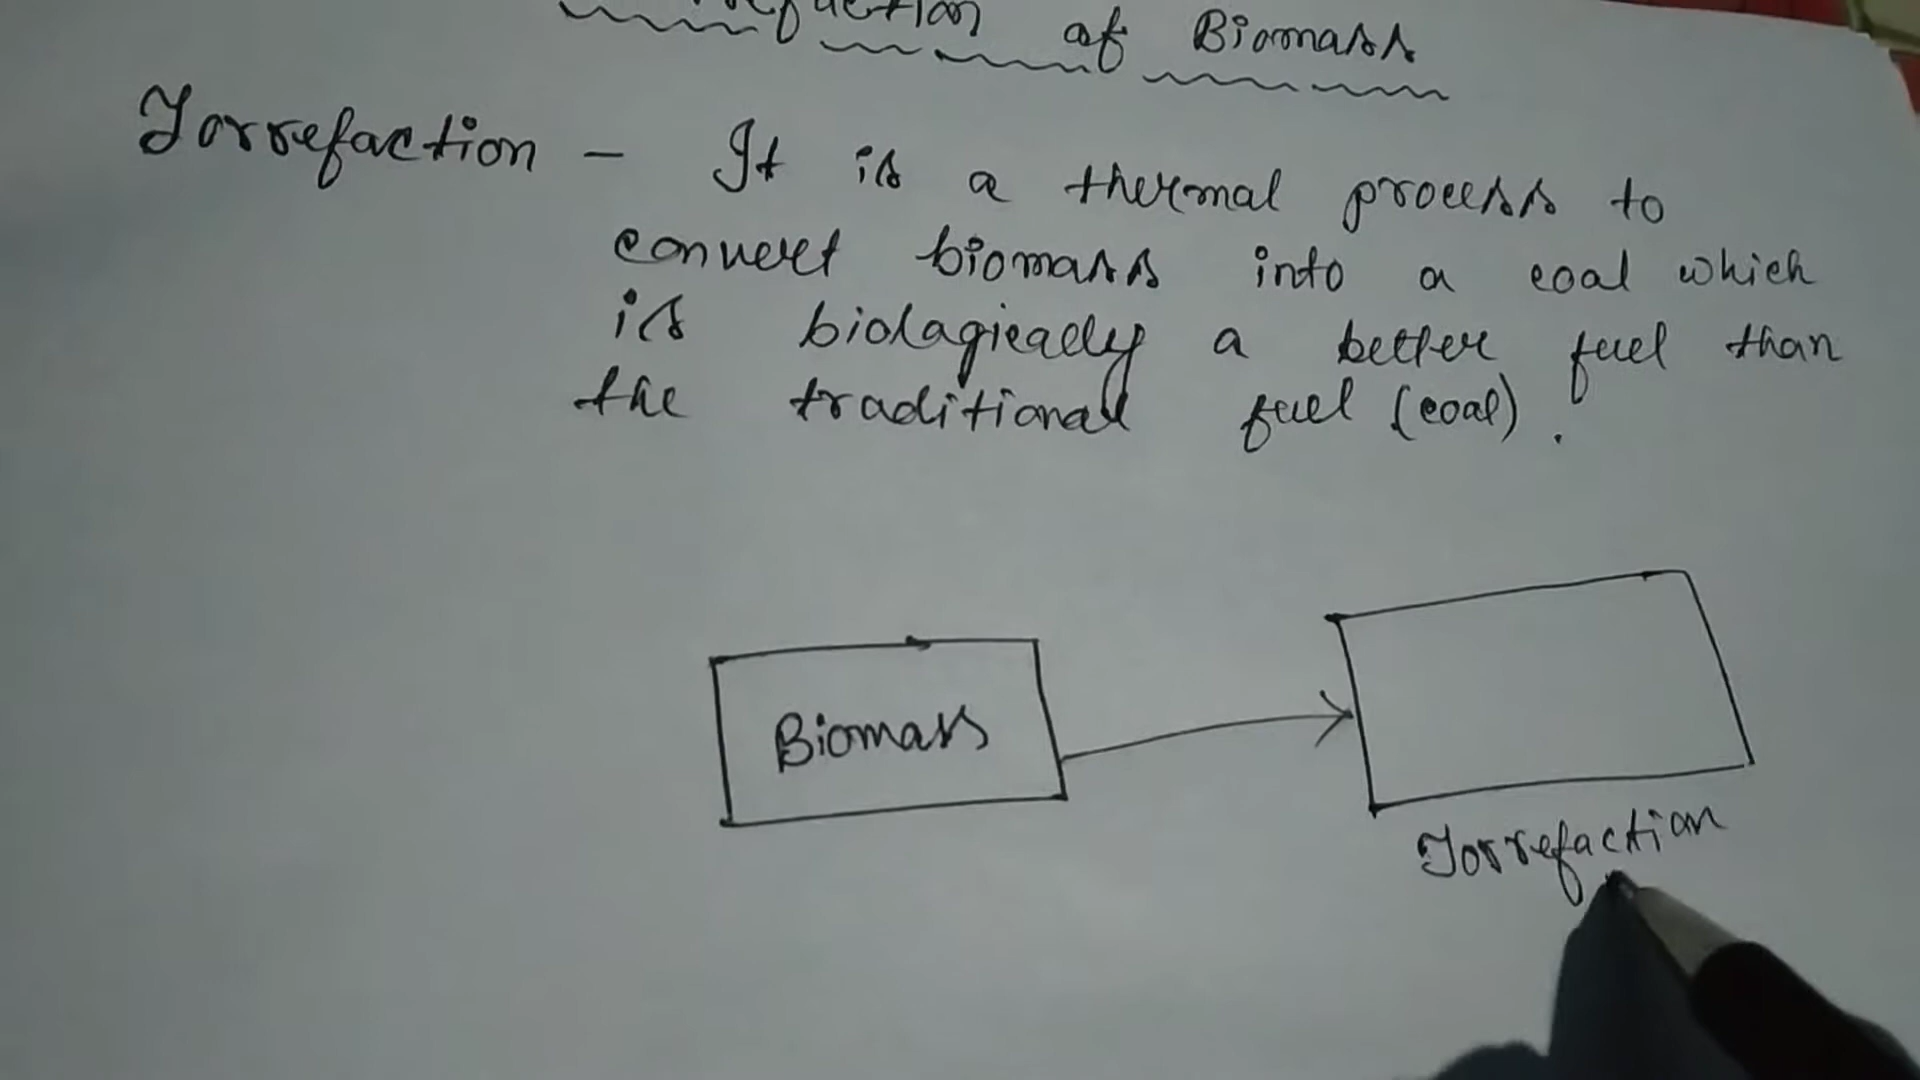 of Biomass
Torrefaction - It is a thermal process to
convert biomass into a coal which
is biologically a better fuel than
the traditional fuel (coal).
Biomass
Torrefaction